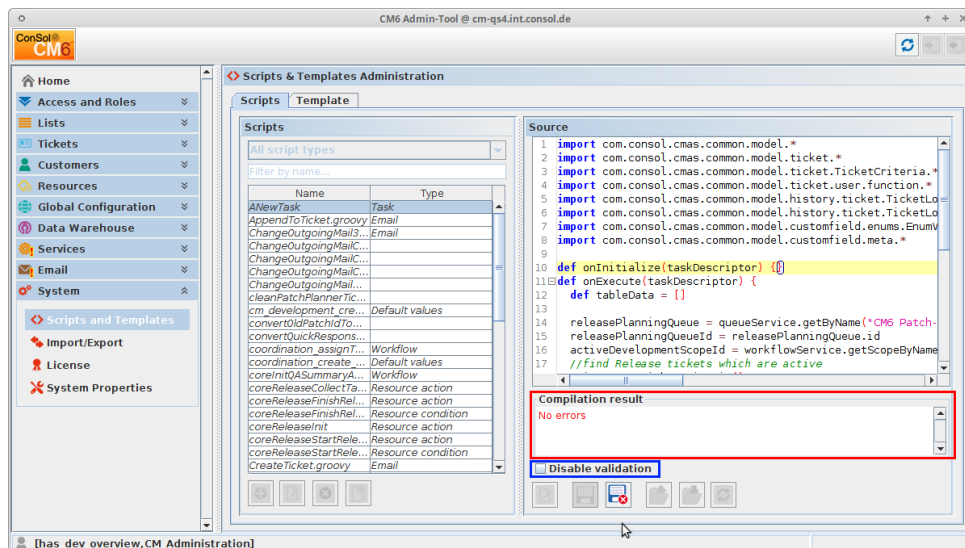 CM6 Admin-Tool @ cm-qs4.int.consol.de
ConSol
CM6
Home
Access and Roles
Lists
Tickets
Customers
Resources
Global Configuration
Data Warehouse
Services
Email
System
Scripts and Templates
Import/Export
License
System Properties
Scripts & Templates Administration
Scripts
Template
Scripts
All script types
Filter by name...
Name Type
ANewTask Task
AppendToTicket.groovy Email
ChangeOutgoingMail3... Email
ChangeOutgoingMailC...
ChangeOutgoingMailC...
ChangeOutgoingMailC...
ChangeOutgoingMail...
cleanPatchPlannerTic...
cm_development_cre... Default values
convertOldPatchIdTo...
convertQuickRespons...
coordination_assignT... Workflow
coordination_create_... Default values
coreInitQASummaryA... Workflow
coreReleaseCollectTa... Resource action
coreReleaseFinishRel... Resource action
coreReleaseFinishRel... Resource condition
coreReleaseInit Resource action
coreReleaseStartRele... Resource action
coreReleaseStartRele... Resource condition
CreateTicket.groovy Email
Source
1 import com.consol.cmas.common.model.*
2 import com.consol.cmas.common.model.ticket.*
3 import com.consol.cmas.common.model.ticket.TicketCriteria.*
4 import com.consol.cmas.common.model.ticket.user.function.*
5 import com.consol.cmas.common.model.history.ticket.TicketLo
6 import com.consol.cmas.common.model.history.ticket.TicketLo
7 import com.consol.cmas.common.model.customfield.enums.EnumV
8 import com.consol.cmas.common.model.customfield.meta.*
9
10 def onInitialize(taskDescriptor) {}
11 def onExecute(taskDescriptor) {
12 def tableData = []
13
14 releasePlanningQueue = queueService.getByName("CM6 Patch-
15 releasePlanningQueueId = releasePlanningQueue.id
16 activeDevelopmentScopeId = workflowService.getScopeByName
17 //find Release tickets which are active
Compilation result
No errors
Disable validation
[has_dev_overview,CM_Administration]